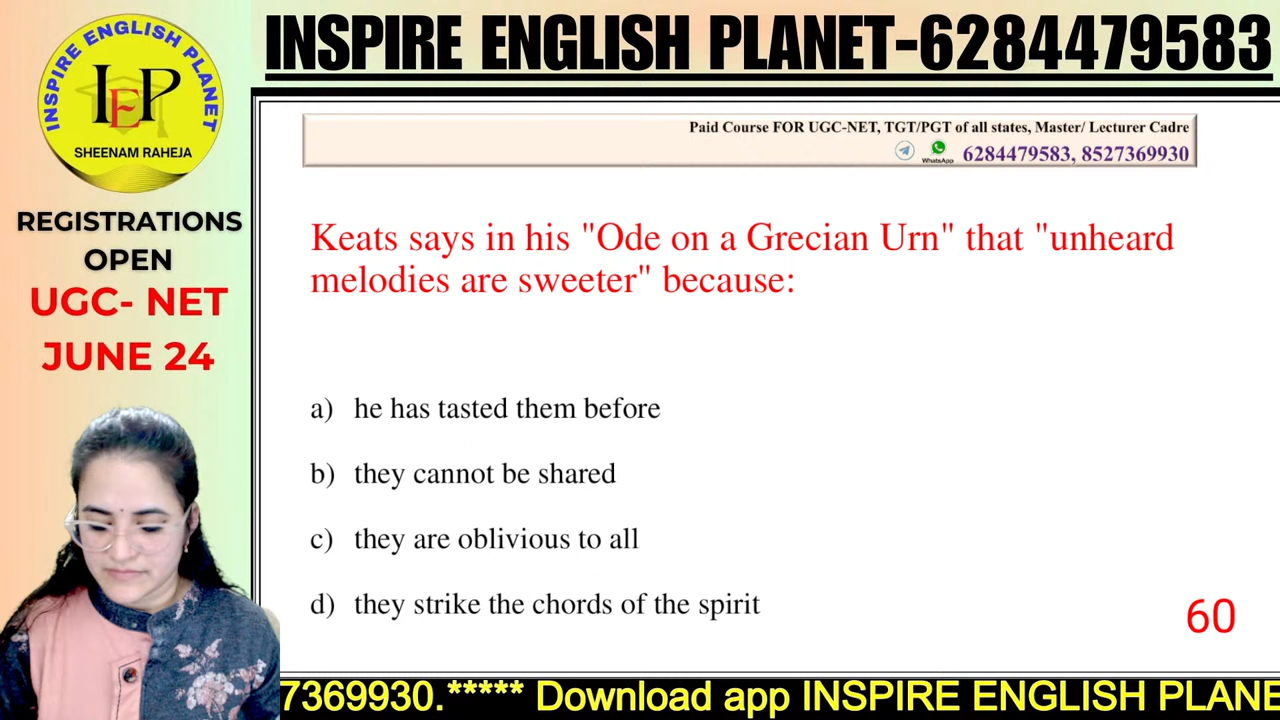 INSPIRE ENGLISH PLANET
IEP
SHEENAM RAHEJA
REGISTRATIONS
OPEN
UGC- NET
JUNE 24
INSPIRE ENGLISH PLANET-6284479583
Paid Course FOR UGC-NET, TGT/PGT of all states, Master/ Lecturer Cadre
WhatsApp 6284479583, 8527369930
Keats says in his "Ode on a Grecian Urn" that "unheard
melodies are sweeter" because:
a) he has tasted them before
b) they cannot be shared
c) they are oblivious to all
d) they strike the chords of the spirit
60
7369930.***** Download app INSPIRE ENGLISH PLANE